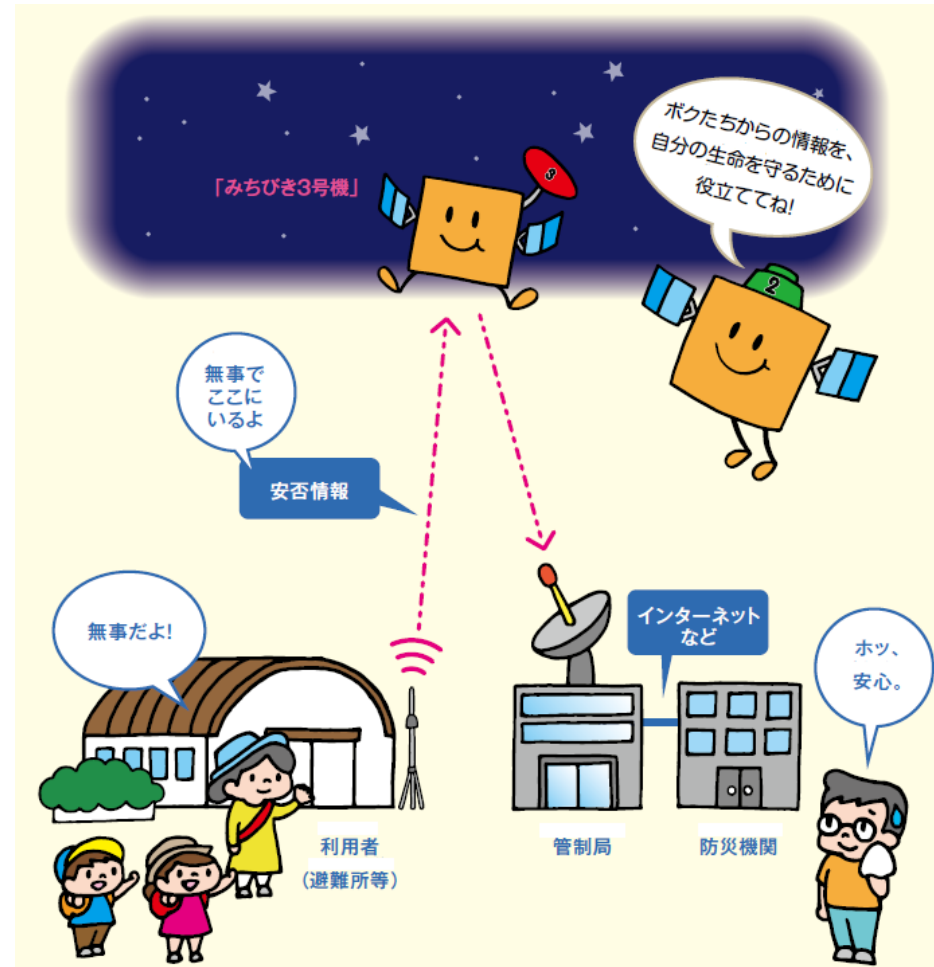 ボクたちからの情報を、
自分の生命を守るために
役立ててね!
「みちびき3号機」
3
2
無事で
ここに
いるよ
安否情報
無事だよ!
インターネット
など
ホッ、
安心。
利用者
(避難所等)
管制局
防災機関